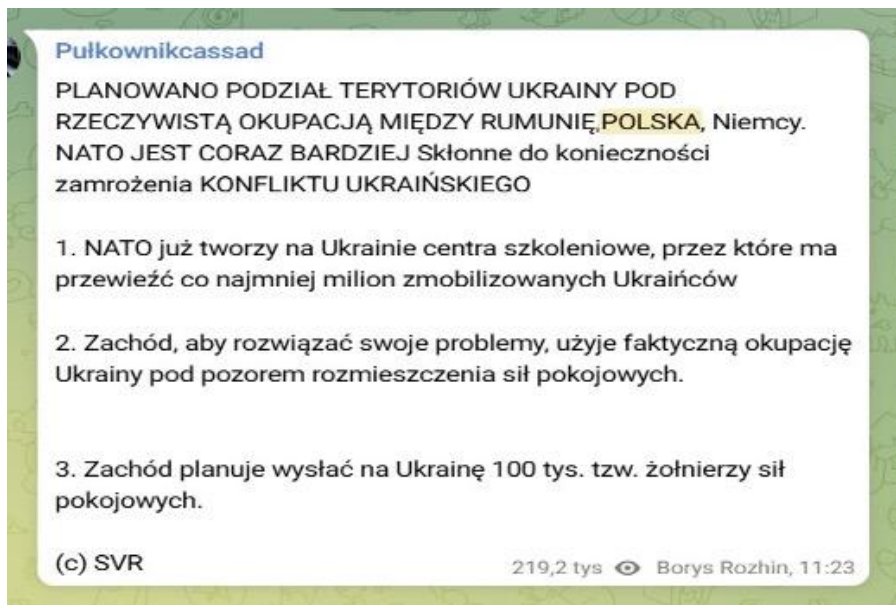 Pułkownikcassad
PLANOWANO PODZIAŁ TERYTORIÓW UKRAINY POD
RZECZYWISTĄ OKUPACJĄ MIĘDZY RUMUNIĘ,POLSKA, Niemcy.
NATO JEST CORAZ BARDZIEJ Skłonne do konieczności
zamrożenia KONFLIKTU UKRAIŃSKIEGO
1. NATO już tworzy na Ukrainie centra szkoleniowe, przez które ma
przewieźć co najmniej milion zmobilizowanych Ukraińców
2. Zachód, aby rozwiązać swoje problemy, użyje faktyczną okupację
Ukrainy pod pozorem rozmieszczenia sił pokojowych.
3. Zachód planuje wysłać na Ukrainę 100 tys. tzw. żołnierzy sił
pokojowych.
(c) SVR
219,2 tys Borys Rozhin, 11:23